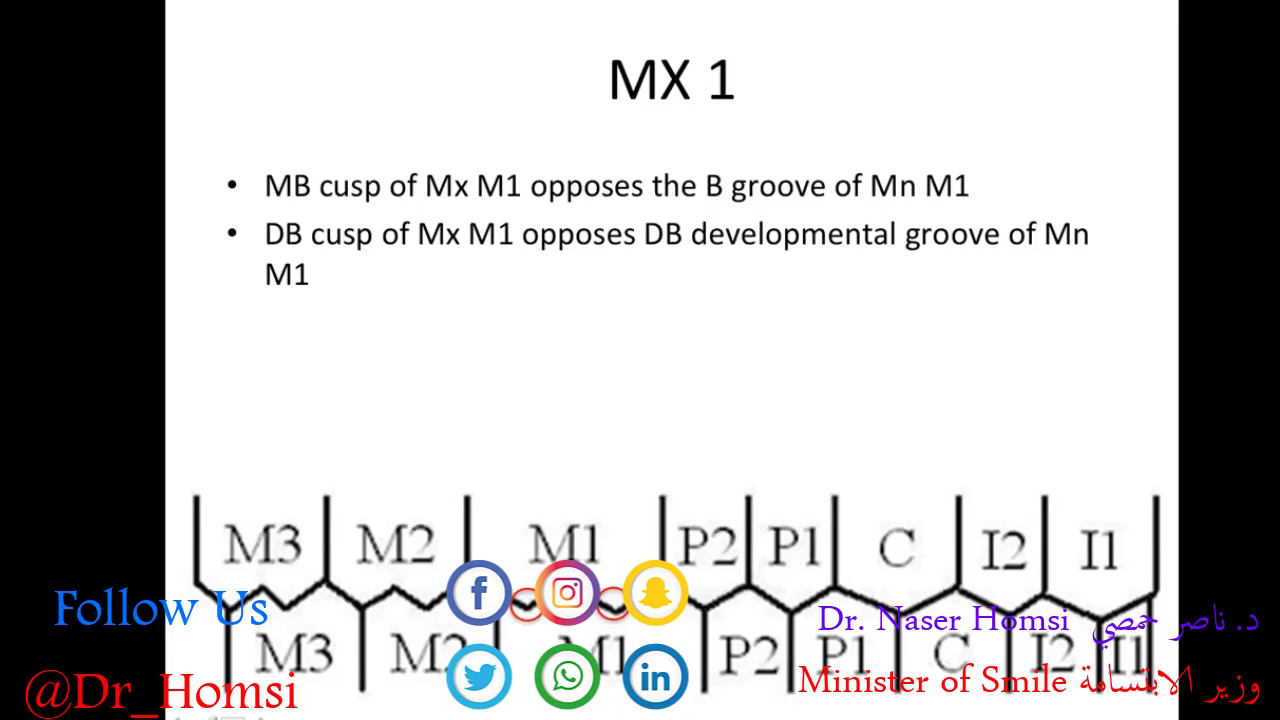 MX 1
• MB cusp of Mx M1 opposes the B groove of Mn M1
• DB cusp of Mx M1 opposes DB developmental groove of Mn
M1
M3 M2 M1 P2 P1 C I2 I1
Follow Us
Dr. Naser Homsi د. ناصر حمصي
M3 M2 M1 P2 P1 C I2 I1
@Dr_Homsi
Minister of Smile وزير الابتسامة